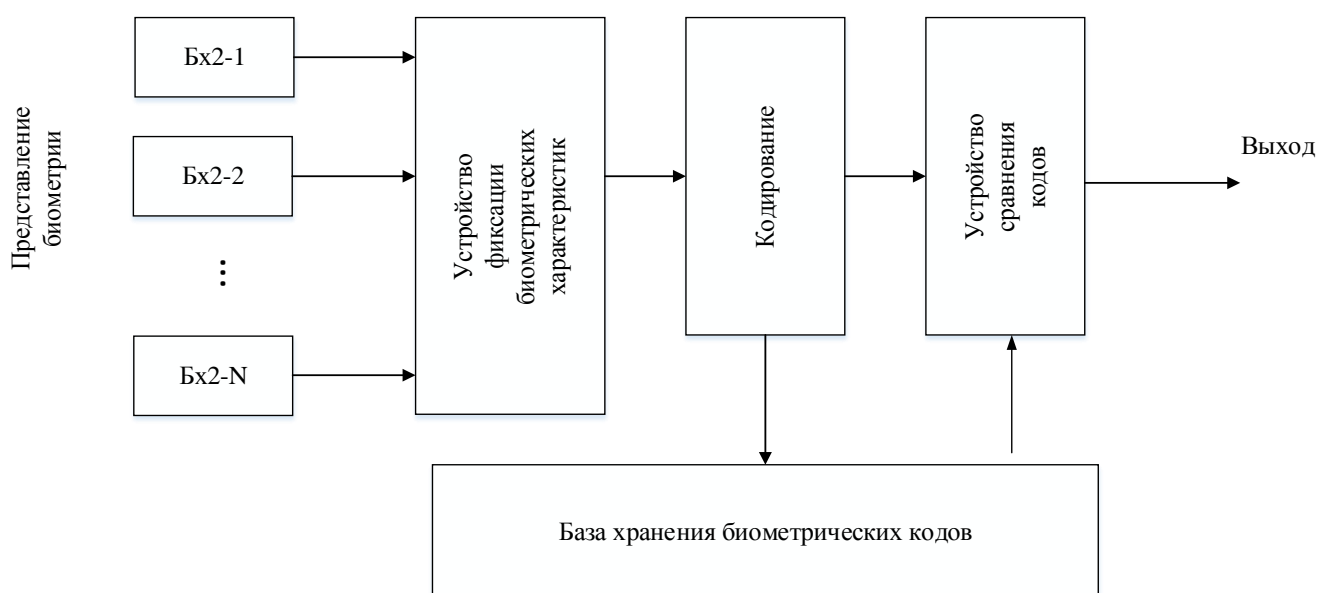 Представление
биометрии
Бх2-1
Бх2-2
...
Бх2-N
Устройство
фиксации
биометрических
характеристик
Кодирование
Устройство
сравнения
кодов
Выход
База хранения биометрических кодов